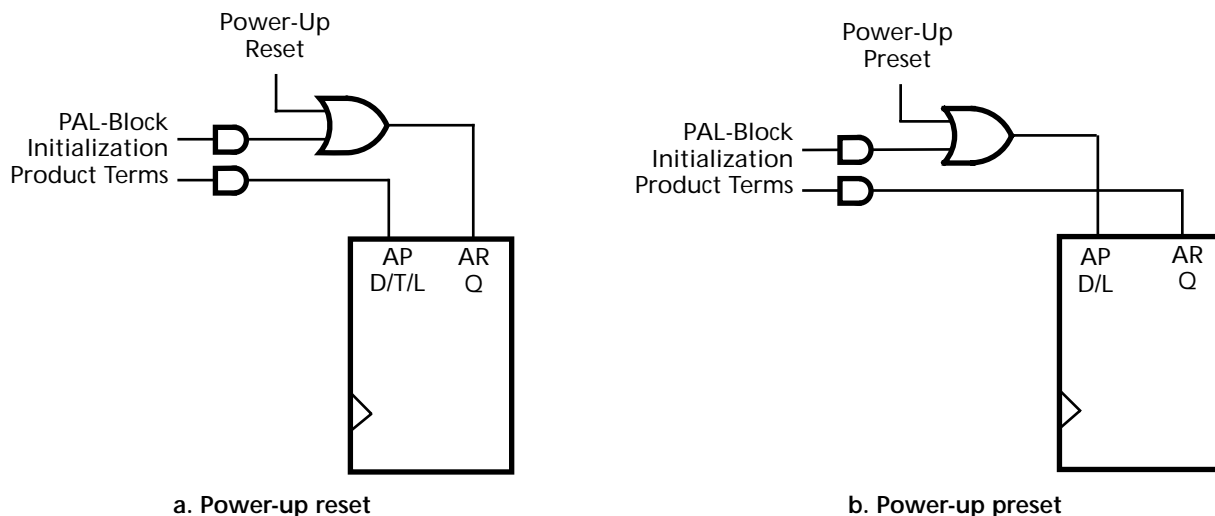 Power-Up
Reset
PAL-Block
Initialization
Product Terms
AP AR
D/T/L Q
a. Power-up reset
Power-Up
Preset
PAL-Block
Initialization
Product Terms
AP AR
D/L Q
b. Power-up preset